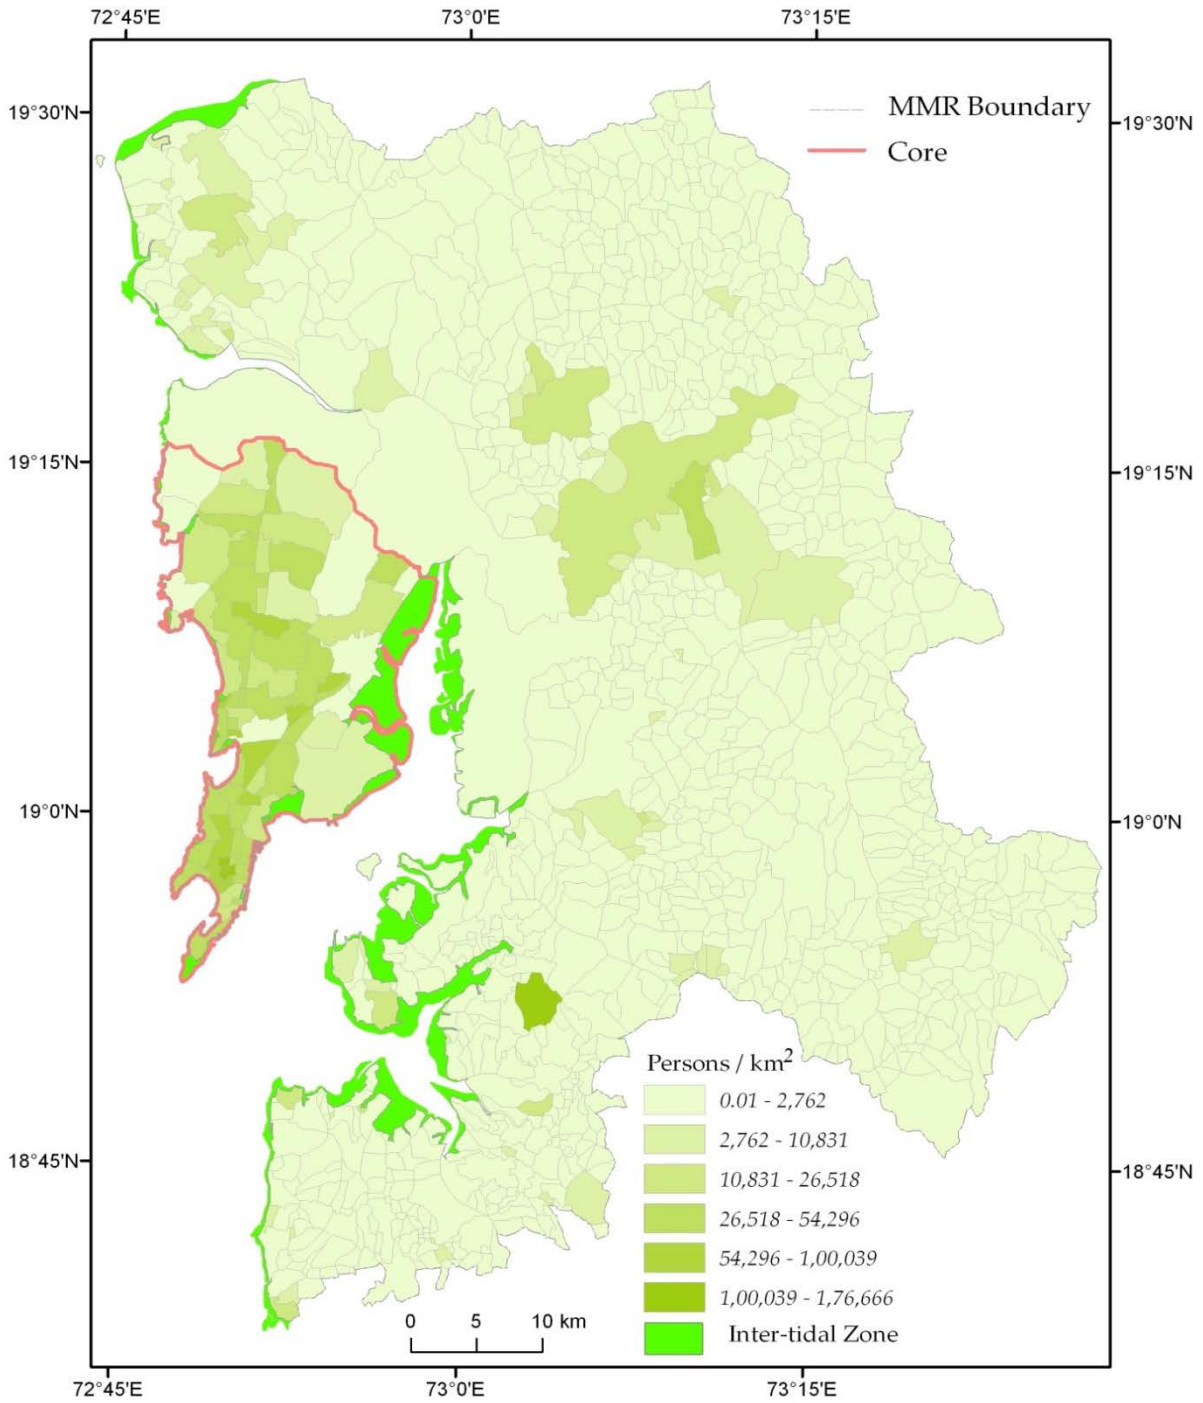 72°45'E 73°0'E 73°15'E
19°30'N
19°30'N
MMR Boundary
Core
19°15'N
19°15'N
19°0'N
19°0'N
Persons / km²
0.01 - 2,762
2,762 - 10,831
10,831 - 26,518
26,518 - 54,296
54,296 - 1,00,039
1,00,039 - 1,76,666
Inter-tidal Zone
18°45'N
18°45'N
0 5 10 km
72°45'E 73°0'E 73°15'E